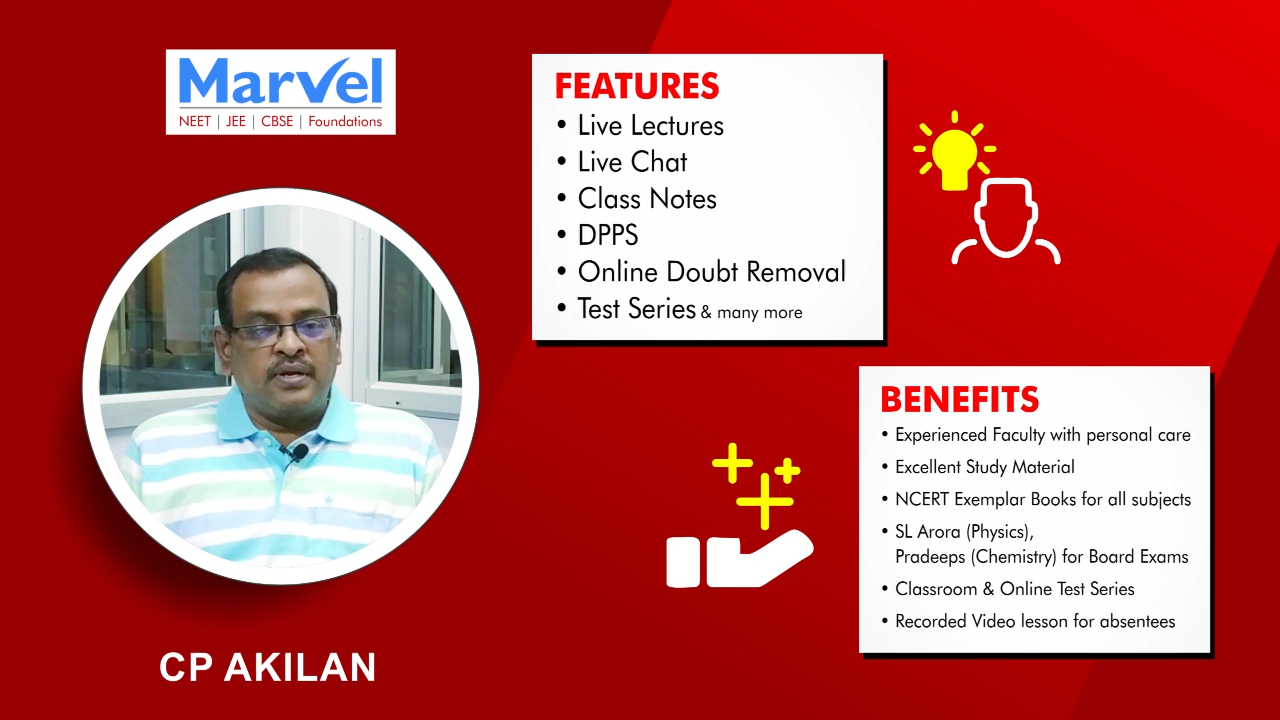 Marvel
NEET | JEE | CBSE | Foundations
CP AKILAN
FEATURES
• Live Lectures
• Live Chat
• Class Notes
• DPPS
• Online Doubt Removal
• Test Series & many more
BENEFITS
• Experienced Faculty with personal care
• Excellent Study Material
• NCERT Exemplar Books for all subjects
• SL Arora (Physics),
Pradeeps (Chemistry) for Board Exams
• Classroom & Online Test Series
• Recorded Video lesson for absentees